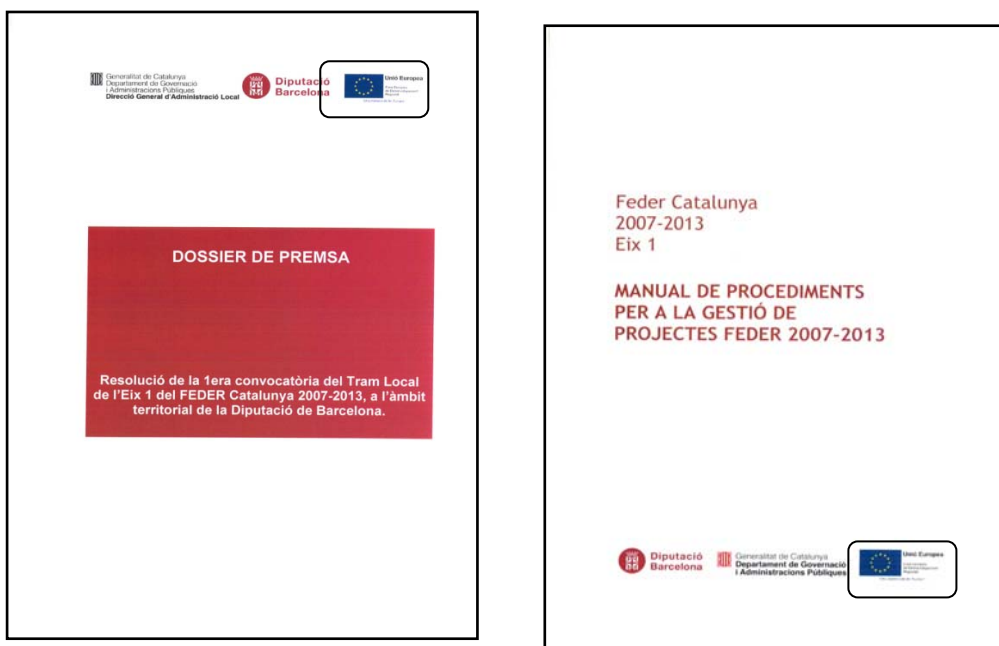 Generalitat de Catalunya
Departament de Governació
i Administracions Públiques
Direcció General d'Administració Local
Diputació
Barcelona
Unió Europea
DOSSIER DE PREMSA
Resolució de la 1era convocatòria del Tram Local
de l'Eix 1 del FEDER Catalunya 2007-2013, a l'àmbit
territorial de la Diputació de Barcelona.
Feder Catalunya
2007-2013
Eix 1
MANUAL DE PROCEDIMENTS
PER A LA GESTIÓ DE
PROJECTES FEDER 2007-2013
Diputació
Barcelona
Generalitat de Catalunya
Departament de Governació
i Administracions Públiques
Unió Europea